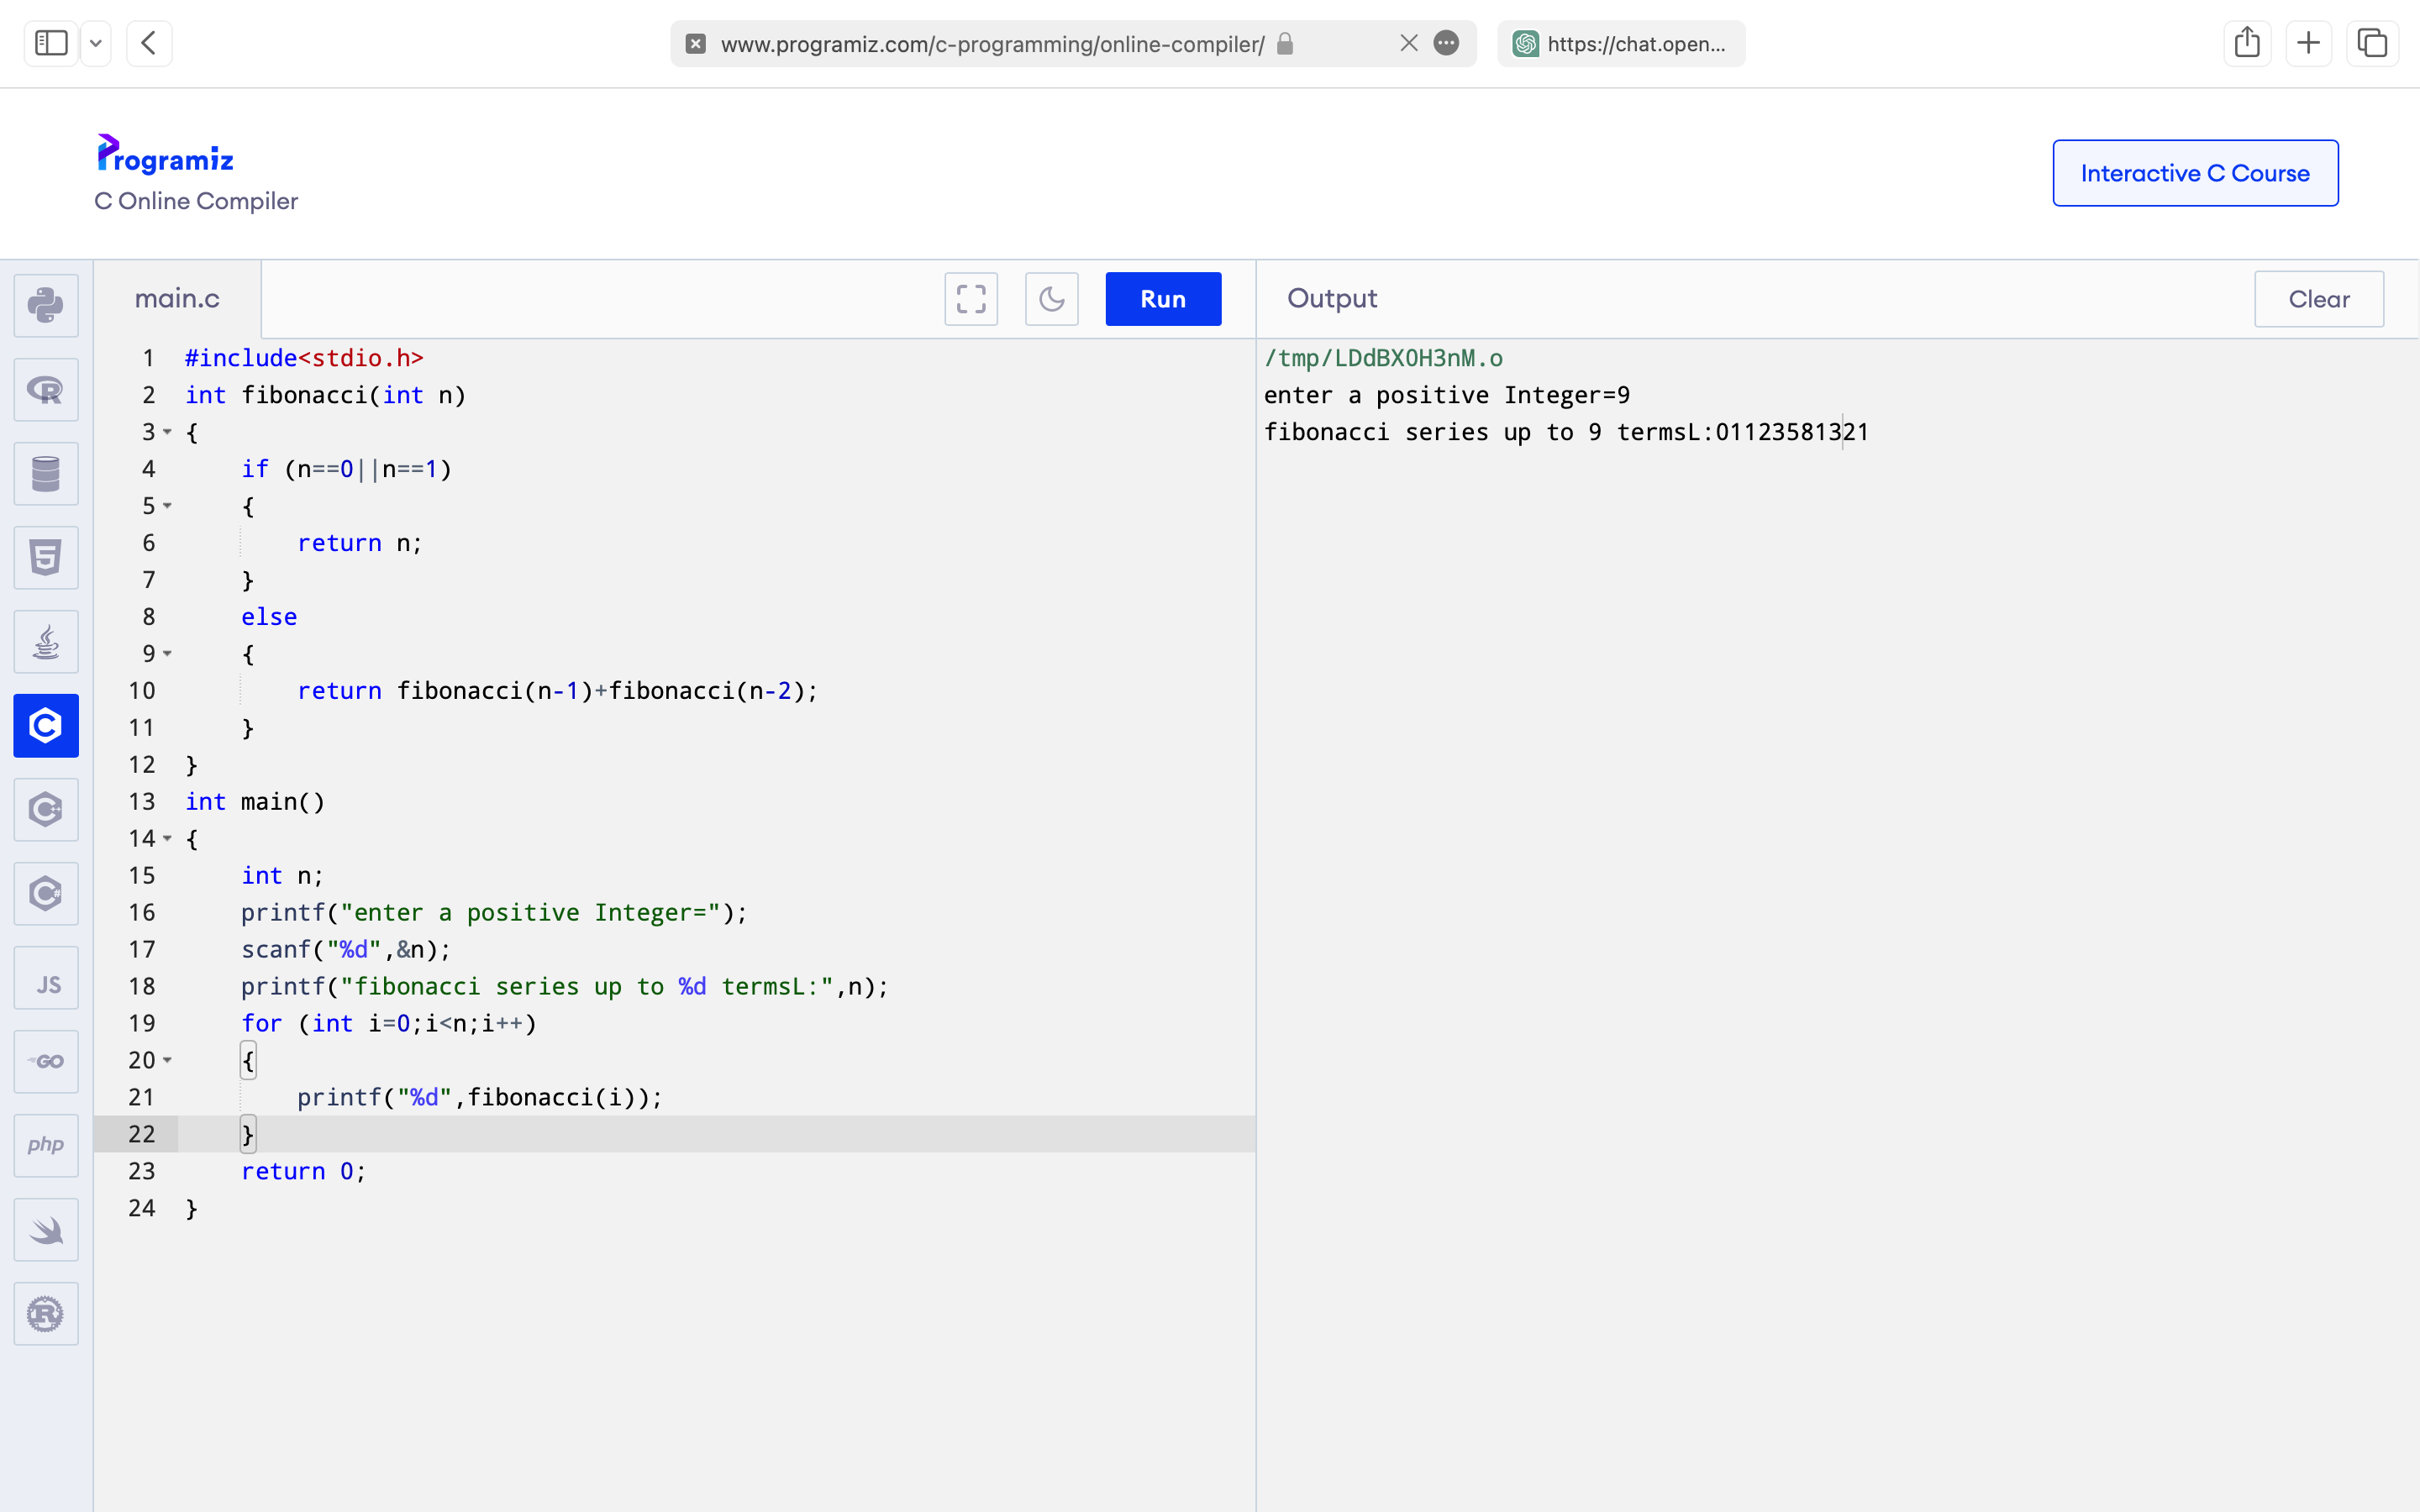 www.programiz.com/c-programming/online-compiler/
https://chat.open...
Programiz
C Online Compiler
Interactive C Course
main.c
Run
Output
Clear
1 #include<stdio.h>
2 int fibonacci(int n)
3 {
4     if (n==0||n==1)
5     {
6         return n;
7     }
8     else
9     {
10         return fibonacci(n-1)+fibonacci(n-2);
11     }
12 }
13 int main()
14 {
15     int n;
16     printf("enter a positive Integer=");
17     scanf("%d",&n);
18     printf("fibonacci series up to %d termsL:",n);
19     for (int i=0;i<n;i++)
20     {
21         printf("%d",fibonacci(i));
22     }
23     return 0;
24 }
/tmp/LDdBX0H3nM.o
enter a positive Integer=9
fibonacci series up to 9 termsL:01123581321
R
5
C
C++
C#
JS
GO
php
R